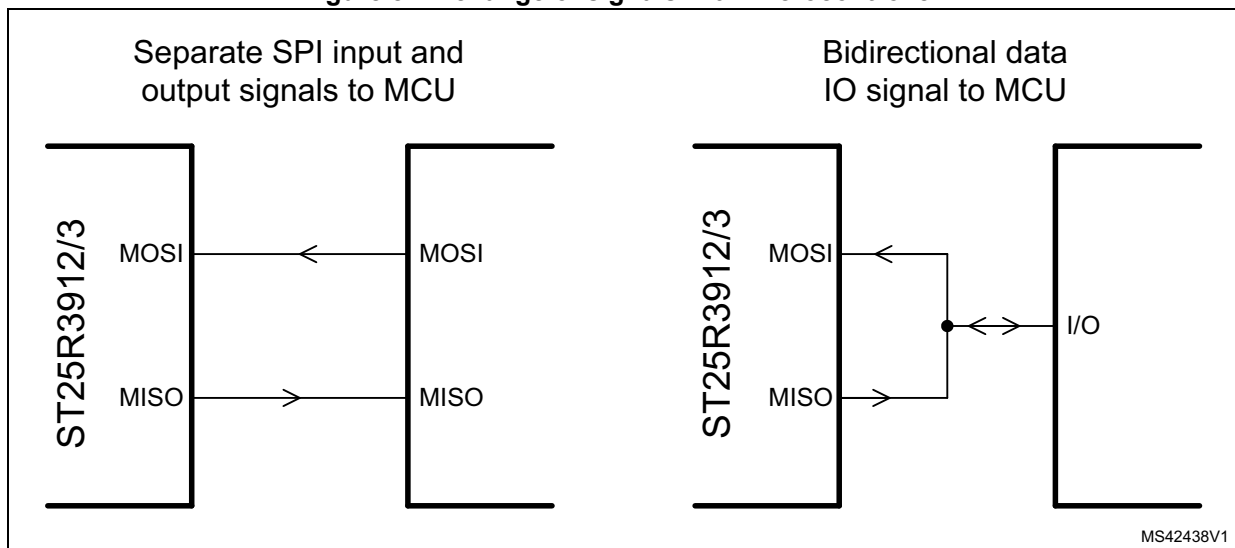 Separate SPI input and
output signals to MCU
ST25R3912/3
MOSI
MOSI
MISO
MISO
Bidirectional data
IO signal to MCU
ST25R3912/3
MOSI
I/O
MISO
MS42438V1